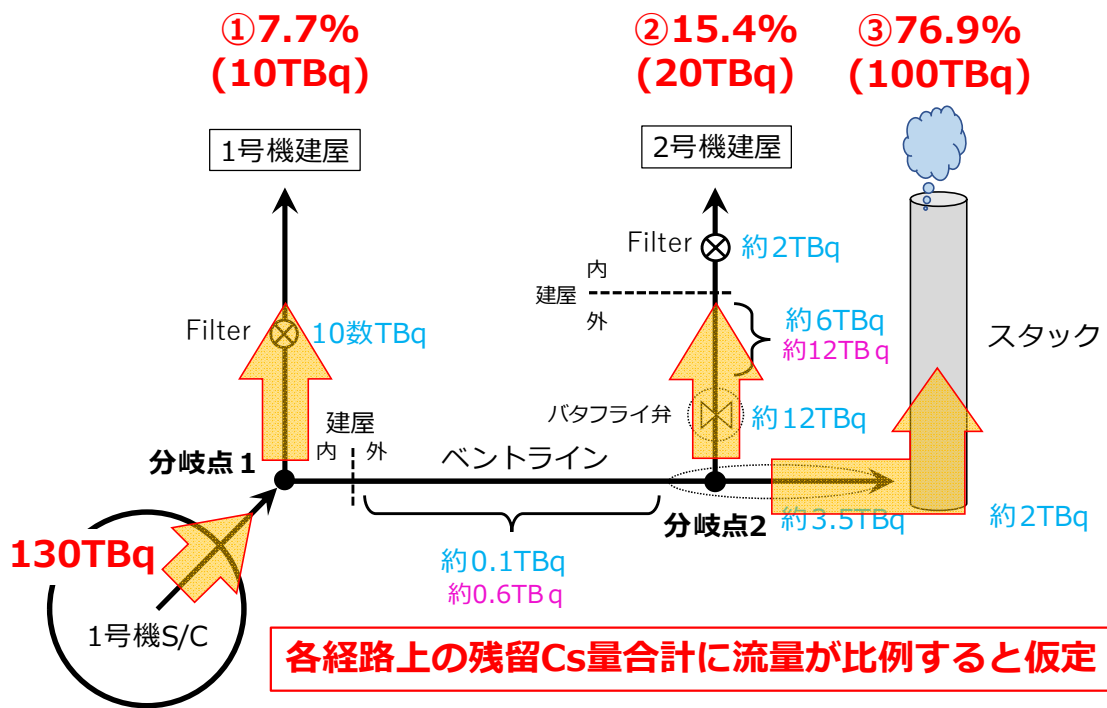 ①7.7%
(10TBq)
②15.4%
(20TBq)
③76.9%
(100TBq)
1号機建屋
2号機建屋
Filter
約2TBq
内
建屋
外
Filter
10数TBq
約6TBq
約12TBq
スタック
バタフライ弁
約12TBq
建屋
内 外
分岐点1
ベントライン
分岐点2
約3.5TBq
約2TBq
130TBq
約0.1TBq
約0.6TBq
1号機S/C
各経路上の残留Cs量合計に流量が比例すると仮定